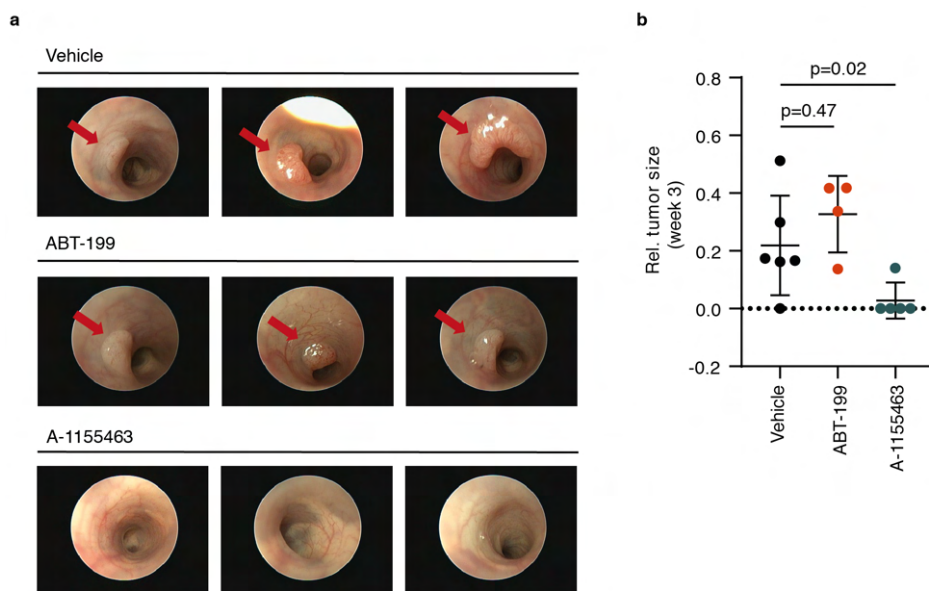 a
Vehicle
ABT-199
A-1155463
b
p=0.02
p=0.47
Rel. tumor size
(week 3)
0.8
0.6
0.4
0.2
0.0
-0.2
Vehicle
ABT-199
A-1155463